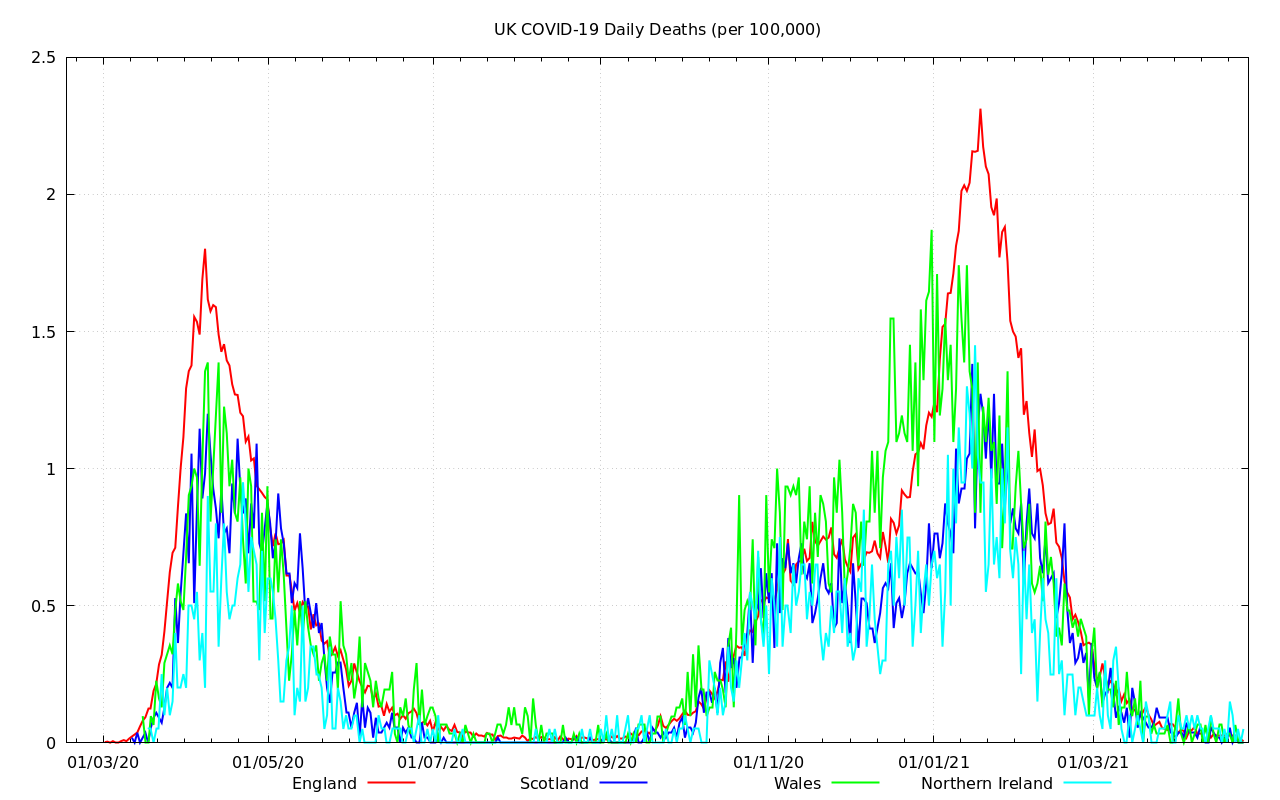 UK COVID-19 Daily Deaths (per 100,000)
2.5
2
1.5
1
0.5
0
01/03/20 01/05/20 01/07/20 01/09/20 01/11/20 01/01/21 01/03/21
England Scotland Wales Northern Ireland